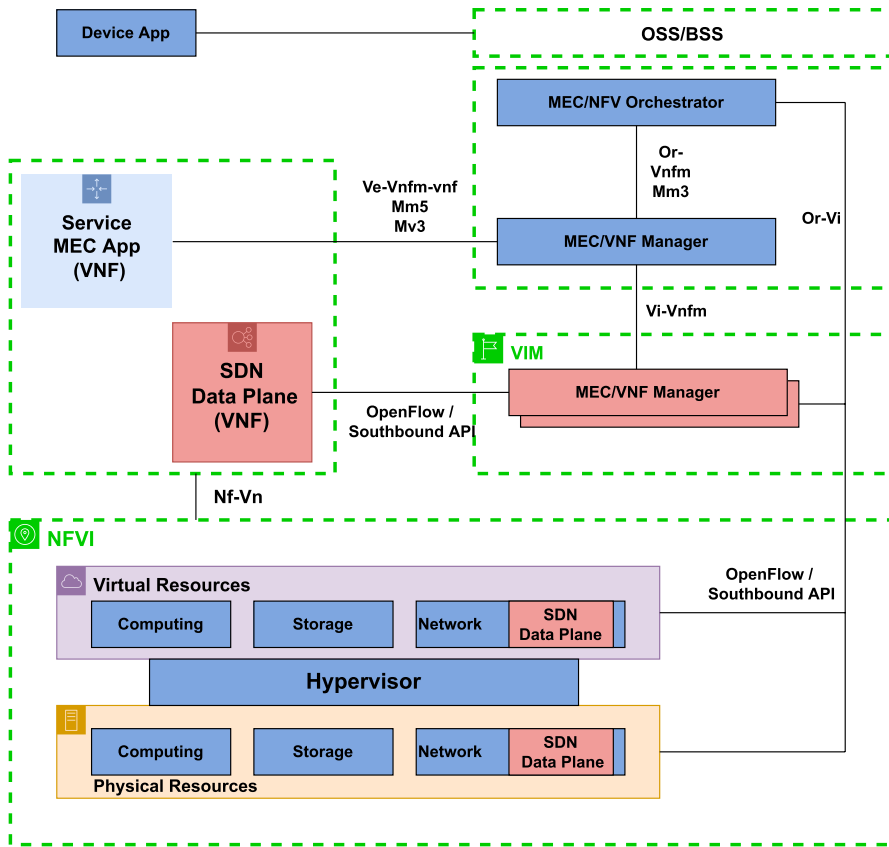 Device App
OSS/BSS
MEC/NFV Orchestrator
Or-
Vnfm
Mm3
Ve-Vnfm-vnf
Mm5
Mv3
Or-Vi
Service
MEC App
(VNF)
MEC/VNF Manager
Vi-Vnfm
VIM
SDN
Data Plane
(VNF)
MEC/VNF Manager
OpenFlow /
Southbound API
Nf-Vn
NFVI
Virtual Resources
OpenFlow /
Southbound API
Computing
Storage
Network
SDN
Data Plane
Hypervisor
Computing
Storage
Network
SDN
Data Plane
Physical Resources